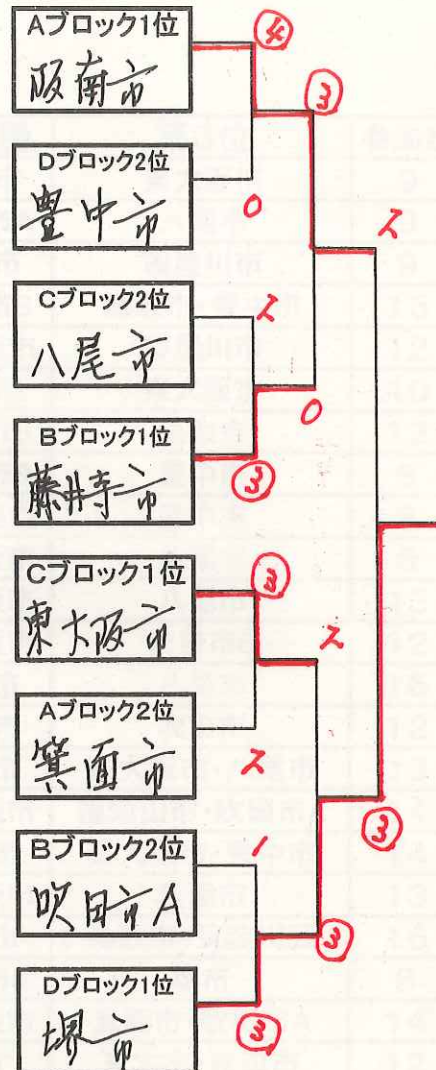 Aブロック1位
阪南市
④
③
Dブロック2位
豊中市
0
2
Cブロック2位
八尾市
2
0
Bブロック1位
藤井寺市
③
Cブロック1位
東大阪市
③
2
Aブロック2位
箕面市
2
③
Bブロック2位
吹田市A
1
③
Dブロック1位
堺市
③